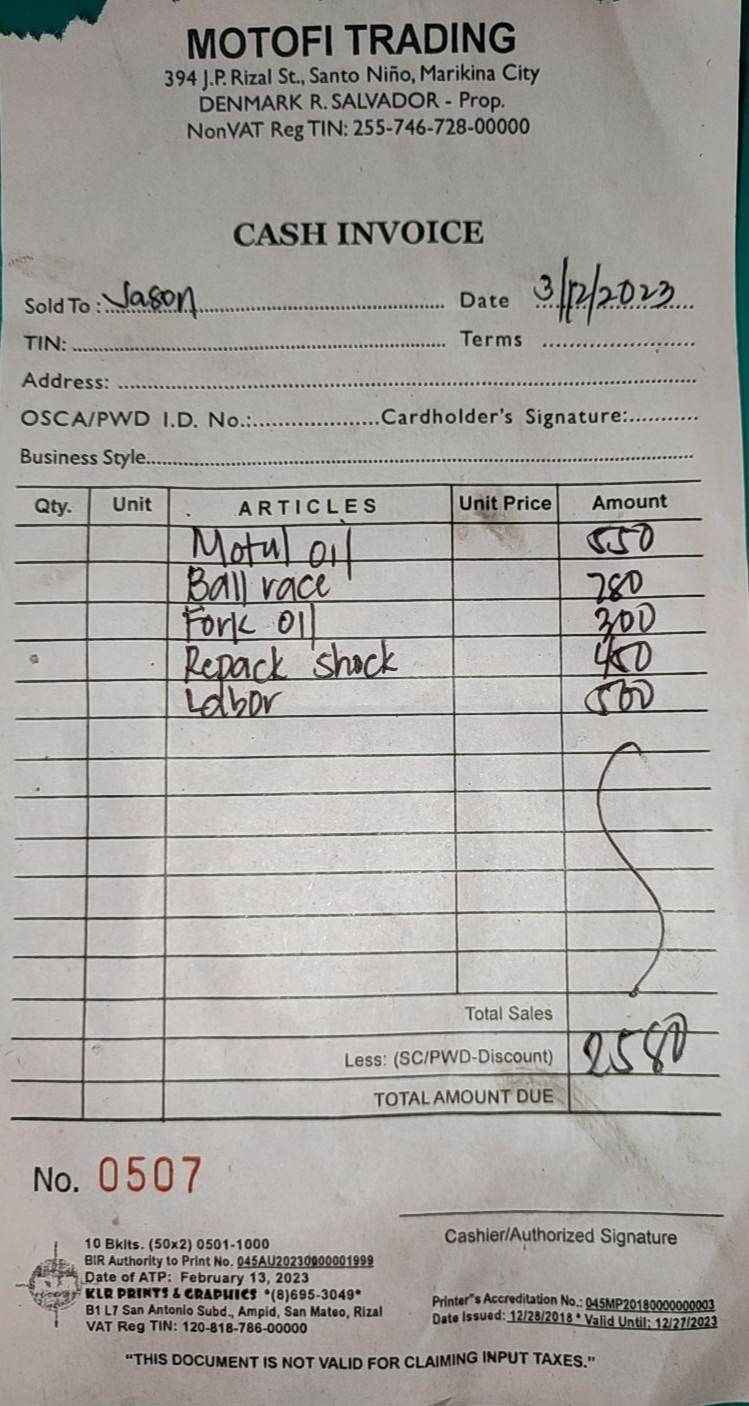 MOTOFI TRADING
394 J.P. Rizal St., Santo Niño, Marikina City
DENMARK R. SALVADOR - Prop.
NonVAT Reg TIN: 255-746-728-00000
CASH INVOICE
Sold To : Jason Date 3/12/2023
TIN: Terms
Address:
OSCA/PWD I.D. No.: Cardholder's Signature:
Business Style
Qty. Unit ARTICLES Unit Price Amount
Motul oil 550
Ball race 280
Fork oil 300
Repack shock 450
Labor 500
Total Sales
Less: (SC/PWD-Discount) 2580
TOTAL AMOUNT DUE
No. 0507
Cashier/Authorized Signature
10 Bklts. (50x2) 0501-1000
BIR Authority to Print No. 045AU20230000001999
Date of ATP: February 13, 2023
KLR PRINTS & GRAPHICS *(8)695-3049*
B1 L7 San Antonio Subd., Ampid, San Mateo, Rizal
VAT Reg TIN: 120-818-786-00000
Printer"s Accreditation No.: 045MP20180000000003
Date Issued: 12/28/2018 * Valid Until: 12/27/2023
"THIS DOCUMENT IS NOT VALID FOR CLAIMING INPUT TAXES."